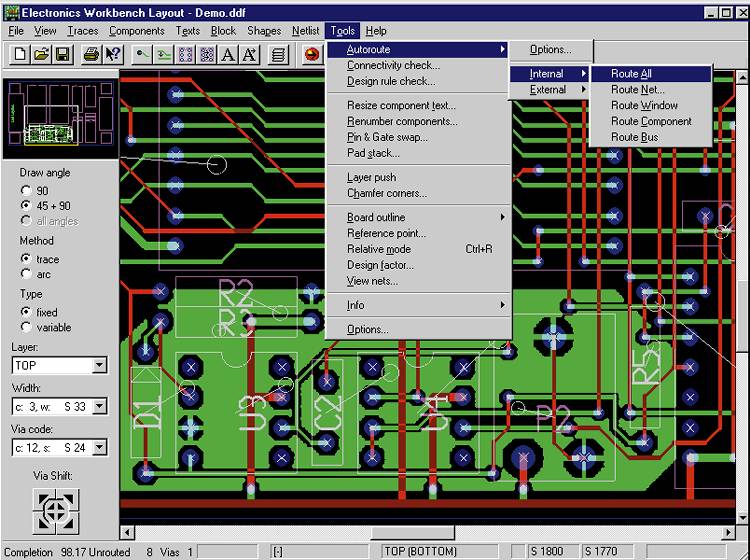 Electronics Workbench Layout - Demo.ddf
File View Traces Components Texts Block Shapes Netlist Tools Help
A A
Autoroute
Connectivity check...
Design rule check...
Resize component text...
Renumber components...
Pin & Gate swap...
Pad stack...
Layer push
Chamfer corners...
Board outline
Reference point...
Relative mode Ctrl+R
Design factor...
View nets...
Info
Options...
Options...
Internal
External
Route All
Route Net...
Route Window
Route Component
Route Bus
Draw angle
90
45 + 90
all angles
Method
trace
arc
Type
fixed
variable
Layer:
TOP
Width:
c: 3, w: S 33
Via code:
c: 12, s: S 24
Via Shift:
R2
R3
D1
U3
C2
U4
P2
R5
Completion 98.17 Unrouted 8 Vias 1 [-] TOP (BOTTOM) S 1800 S 1770